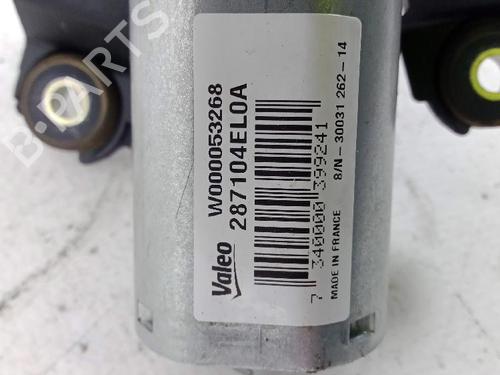 W000053268
287104EL0A
Valeo
7 340000 399241
S/N - 30031 262-14
MADE IN FRANCE
B-PARTS